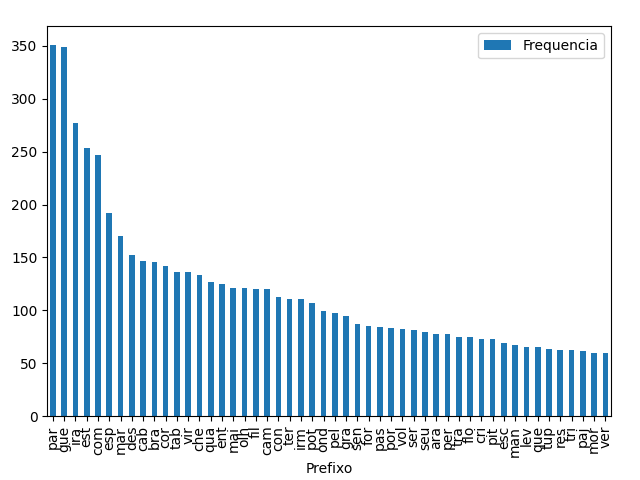 Frequencia
350
300
250
200
150
100
50
0
par gue ira est com esp mar des cab bra cor tab vir che qua ent mai olh fil cam con ter irm pot ond pel gra sen for pas por vol ser seu ara per tra flo cri pit esc man lev que tup res tri paj mor ver
Prefixo